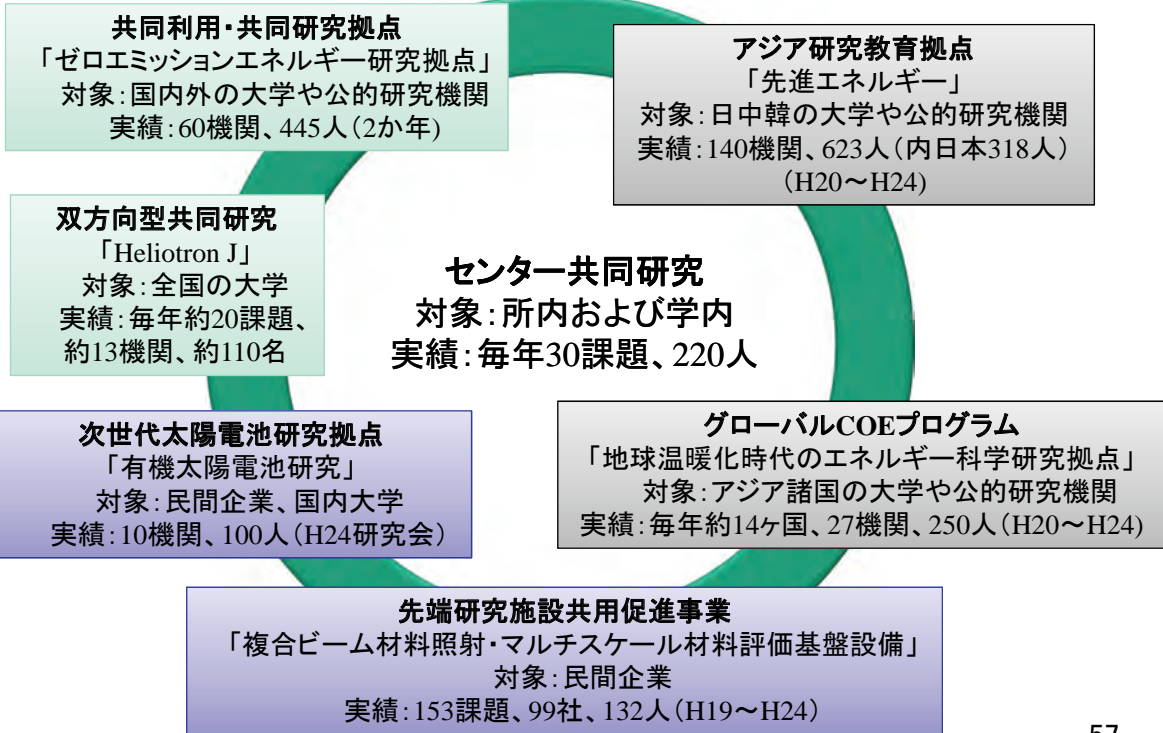 共同利用・共同研究拠点
「ゼロエミッションエネルギー研究拠点」
対象：国内外の大学や公的研究機関
実績：60機関、445人（2か年)
アジア研究教育拠点
「先進エネルギー」
対象：日中韓の大学や公的研究機関
実績：140機関、623人（内日本318人）
（H20～H24)
双方向型共同研究
「Heliotron J」
対象：全国の大学
実績：毎年約20課題、
約13機関、約110名
センター共同研究
対象：所内および学内
実績：毎年30課題、220人
次世代太陽電池研究拠点
「有機太陽電池研究」
対象：民間企業、国内大学
実績：10機関、100人（H24研究会）
グローバルCOEプログラム
「地球温暖化時代のエネルギー科学研究拠点」
対象：アジア諸国の大学や公的研究機関
実績：毎年約14ヶ国、27機関、250人（H20～H24)
先端研究施設共用促進事業
「複合ビーム材料照射・マルチスケール材料評価基盤設備」
対象：民間企業
実績：153課題、99社、132人（H19～H24）